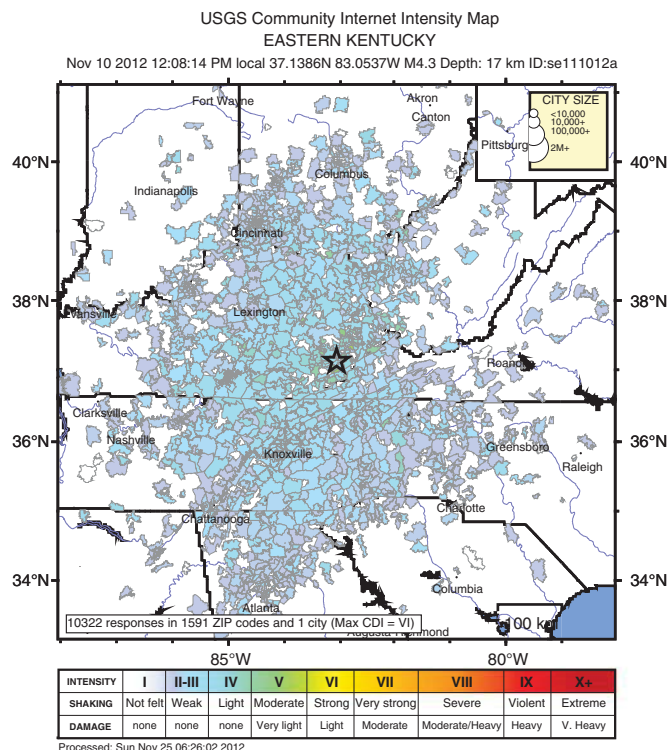 USGS Community Internet Intensity Map
EASTERN KENTUCKY
Nov 10 2012 12:08:14 PM local 37.1386N 83.0537W M4.3 Depth: 17 km ID:se111012a
CITY SIZE
<10,000
10,000+
100,000+
2M+
Fort Wayne
Akron
Canton
Pittsburg
40°N
40°N
Columbus
Indianapolis
Cincinnati
38°N
38°N
Evansville
Lexington
Roanoke
Clarksville
36°N
36°N
Nashville
Knoxville
Greensboro
Raleigh
Chattanooga
Charlotte
34°N
34°N
Columbia
Atlanta
10322 responses in 1591 ZIP codes and 1 city (Max CDI = VI)
100 km
85°W
80°W
INTENSITY I II-III IV V VI VII VIII IX X+
SHAKING Not felt Weak Light Moderate Strong Very strong Severe Violent Extreme
DAMAGE none none none Very light Light Moderate Moderate/Heavy Heavy V. Heavy
Processed: Sun Nov 25 06:26:02 2012